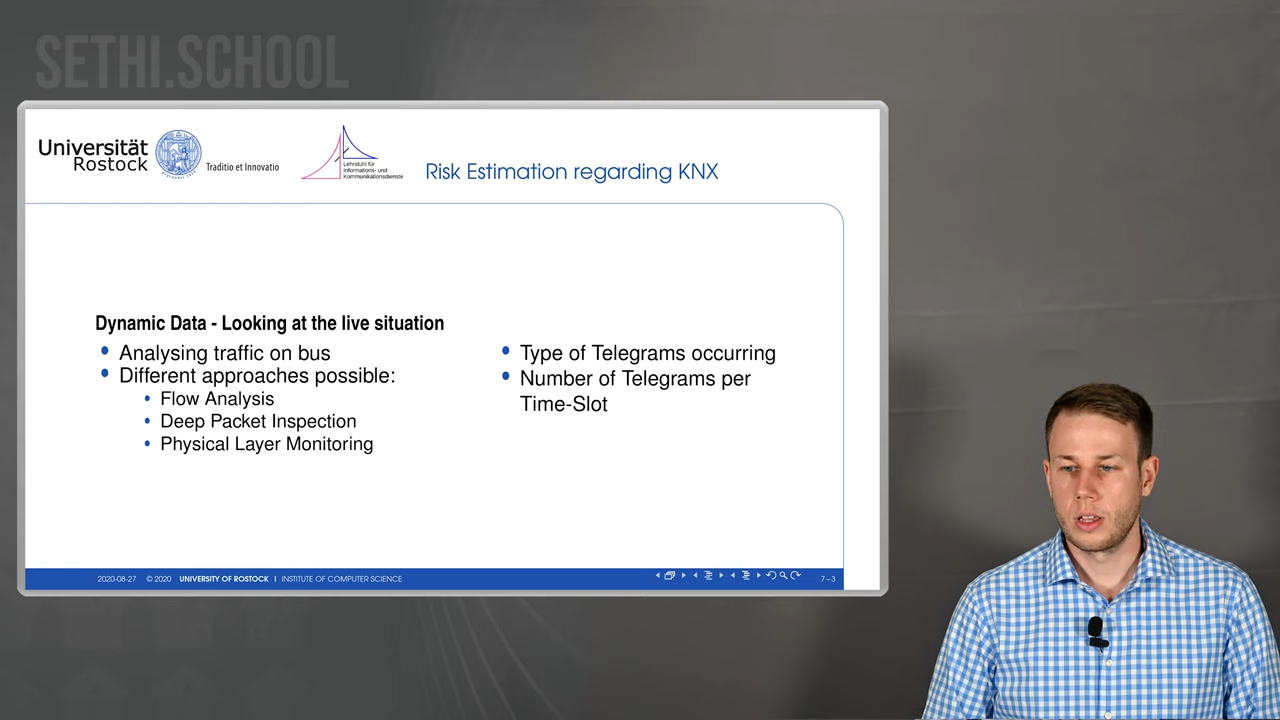 SETHI.SCHOOL
Universität
Rostock
Traditio et Innovatio
Lehrstuhl für
Informations- und
Kommunikationsdienste
Risk Estimation regarding KNX
Dynamic Data - Looking at the live situation
• Analysing traffic on bus
• Different approaches possible:
• Flow Analysis
• Deep Packet Inspection
• Physical Layer Monitoring
• Type of Telegrams occurring
• Number of Telegrams per
Time-Slot
2020-08-27 © 2020 UNIVERSITY OF ROSTOCK | INSTITUTE OF COMPUTER SCIENCE 7 – 3